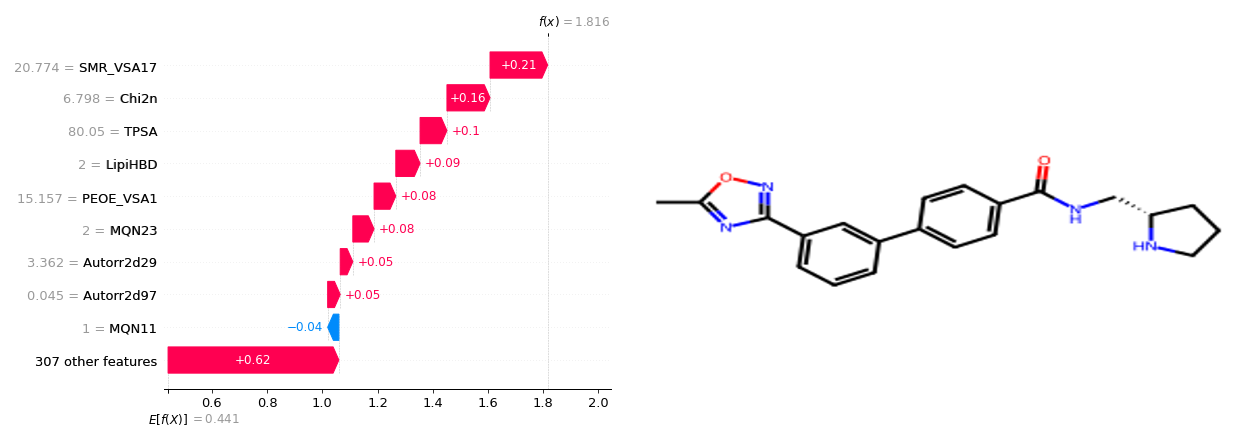 f(x) = 1.816
20.774 = SMR_VSA17
+0.21
6.798 = Chi2n
+0.16
80.05 = TPSA
+0.1
2 = LipiHBD
+0.09
15.157 = PEOE_VSA1
+0.08
2 = MQN23
+0.08
3.362 = Autorr2d29
+0.05
0.045 = Autorr2d97
+0.05
1 = MQN11
−0.04
307 other features
+0.62
0.6 0.8 1.0 1.2 1.4 1.6 1.8 2.0
E[f(X)] = 0.441
O
N
N
O
N
H
HN